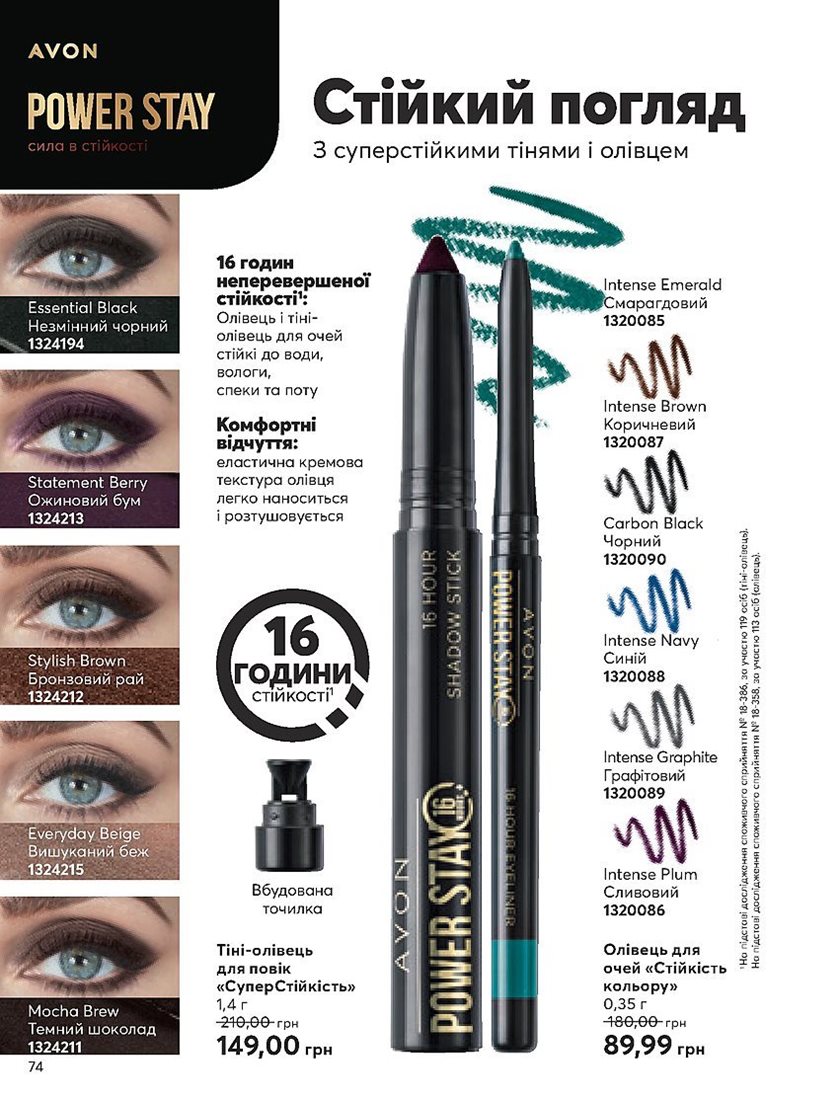 AVON
POWER STAY
сила в стійкості
Стійкий погляд
З суперстійкими тінями і олівцем
Essential Black
Незмінний чорний
1324194
Statement Berry
Ожиновий бум
1324213
Stylish Brown
Бронзовий рай
1324212
Everyday Beige
Вишуканий беж
1324215
Mocha Brew
Темний шоколад
1324211
74
16 годин
неперевершеної
стійкості¹:
Олівець і тіні-
олівець для очей
стійкі до води,
вологи,
спеки та поту
Комфортні
відчуття:
еластична кремова
текстура олівця
легко наноситься
і розтушовується
16
ГОДИНИ
СТІЙКОСТІ¹
Вбудована
точилка
Тіні-олівець
для повік
«СуперСтійкість»
1,4 г
210,00 грн
149,00 грн
16 HOUR
SHADOW STICK
AVON
POWER STAY 16
POWER STAY
AVON
16 HOUR EYELINER
Intense Emerald
Смарагдовий
1320085
Intense Brown
Коричневий
1320087
Carbon Black
Чорний
1320090
Intense Navy
Синій
1320088
Intense Graphite
Графітовий
1320089
Intense Plum
Сливовий
1320086
Олівець для
очей «Стійкість
кольору»
0,35 г
180,00 грн
89,99 грн
¹На підставі дослідження споживчого сприйняття № 18-386, за участю 119 осіб (тіні-олівець).
На підставі дослідження споживчого сприйняття № 18-358, за участю 113 осіб (олівець).